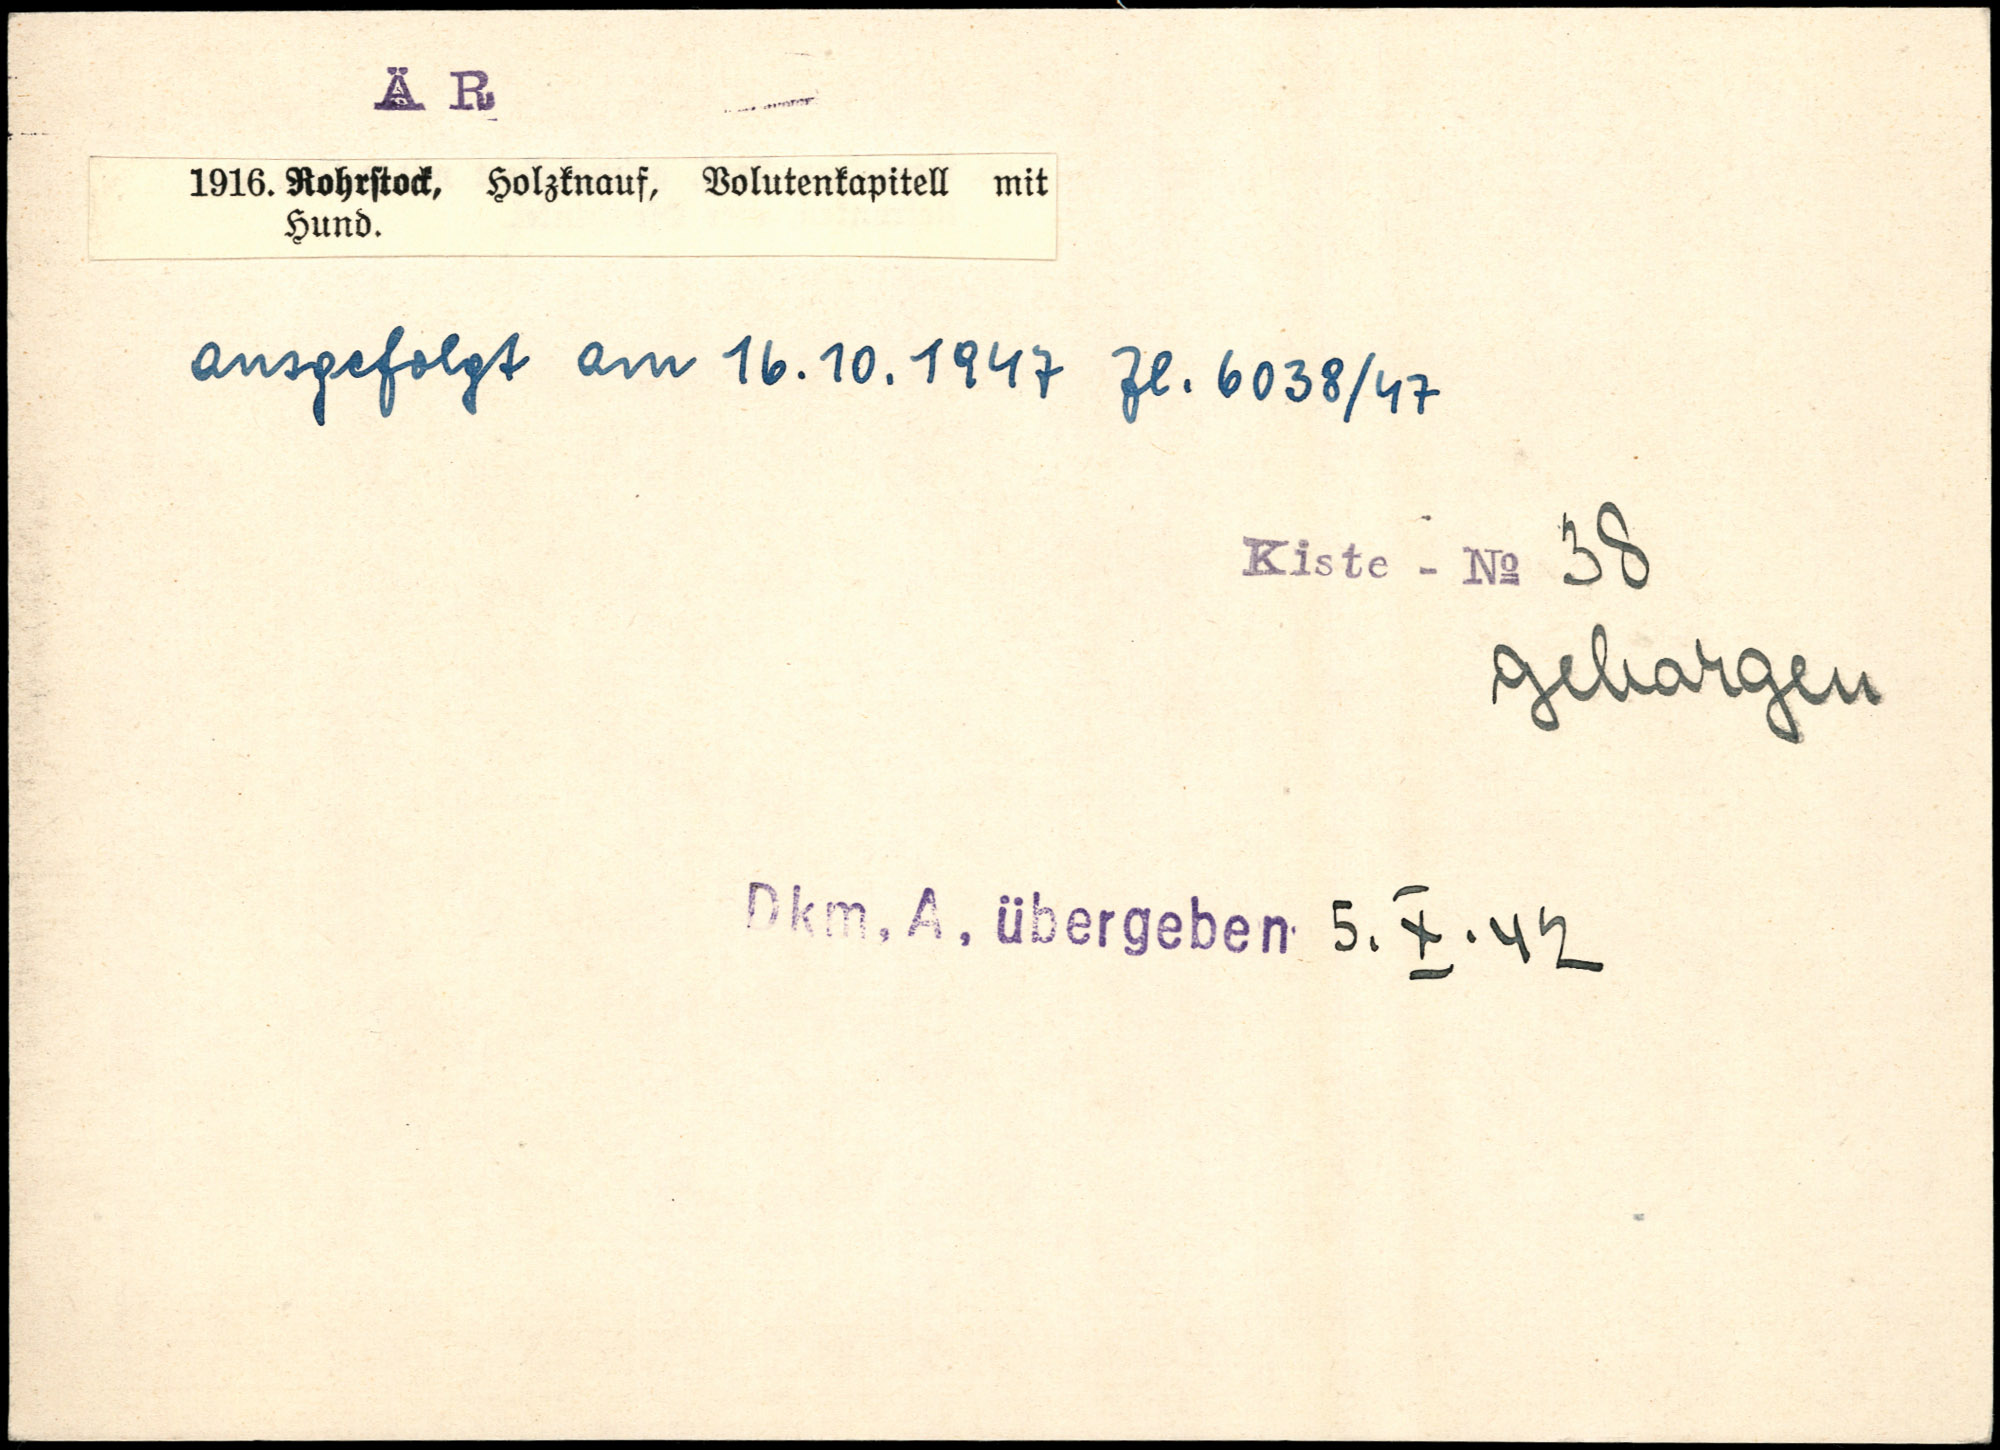 Ä R
1916. Rohrstock, Holzknauf, Volutenkapitell mit
Hund.
ausgefolgt am 16.10.1947 Zl. 6038/47
Kiste - № 38
geborgen
Dkm. A. übergeben 5. X. 42